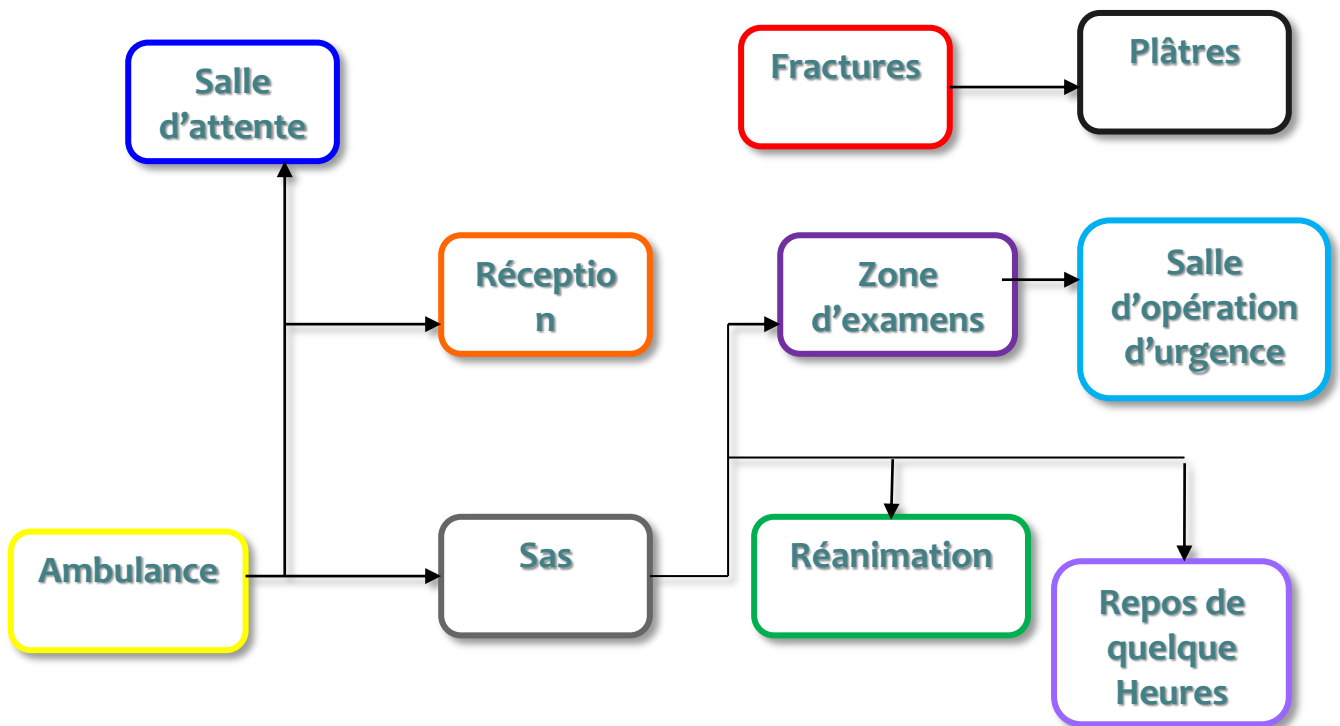 Salle
d'attente
Fractures
Plâtres
Réceptio
n
Zone
d'examens
Salle
d'opération
d'urgence
Ambulance
Sas
Réanimation
Repos de
quelque
Heures